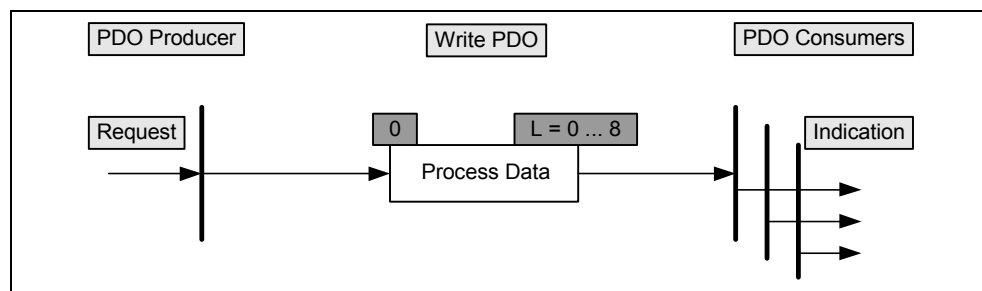 PDO Producer
Write PDO
PDO Consumers
Request
0
L = 0 ... 8
Indication
Process Data